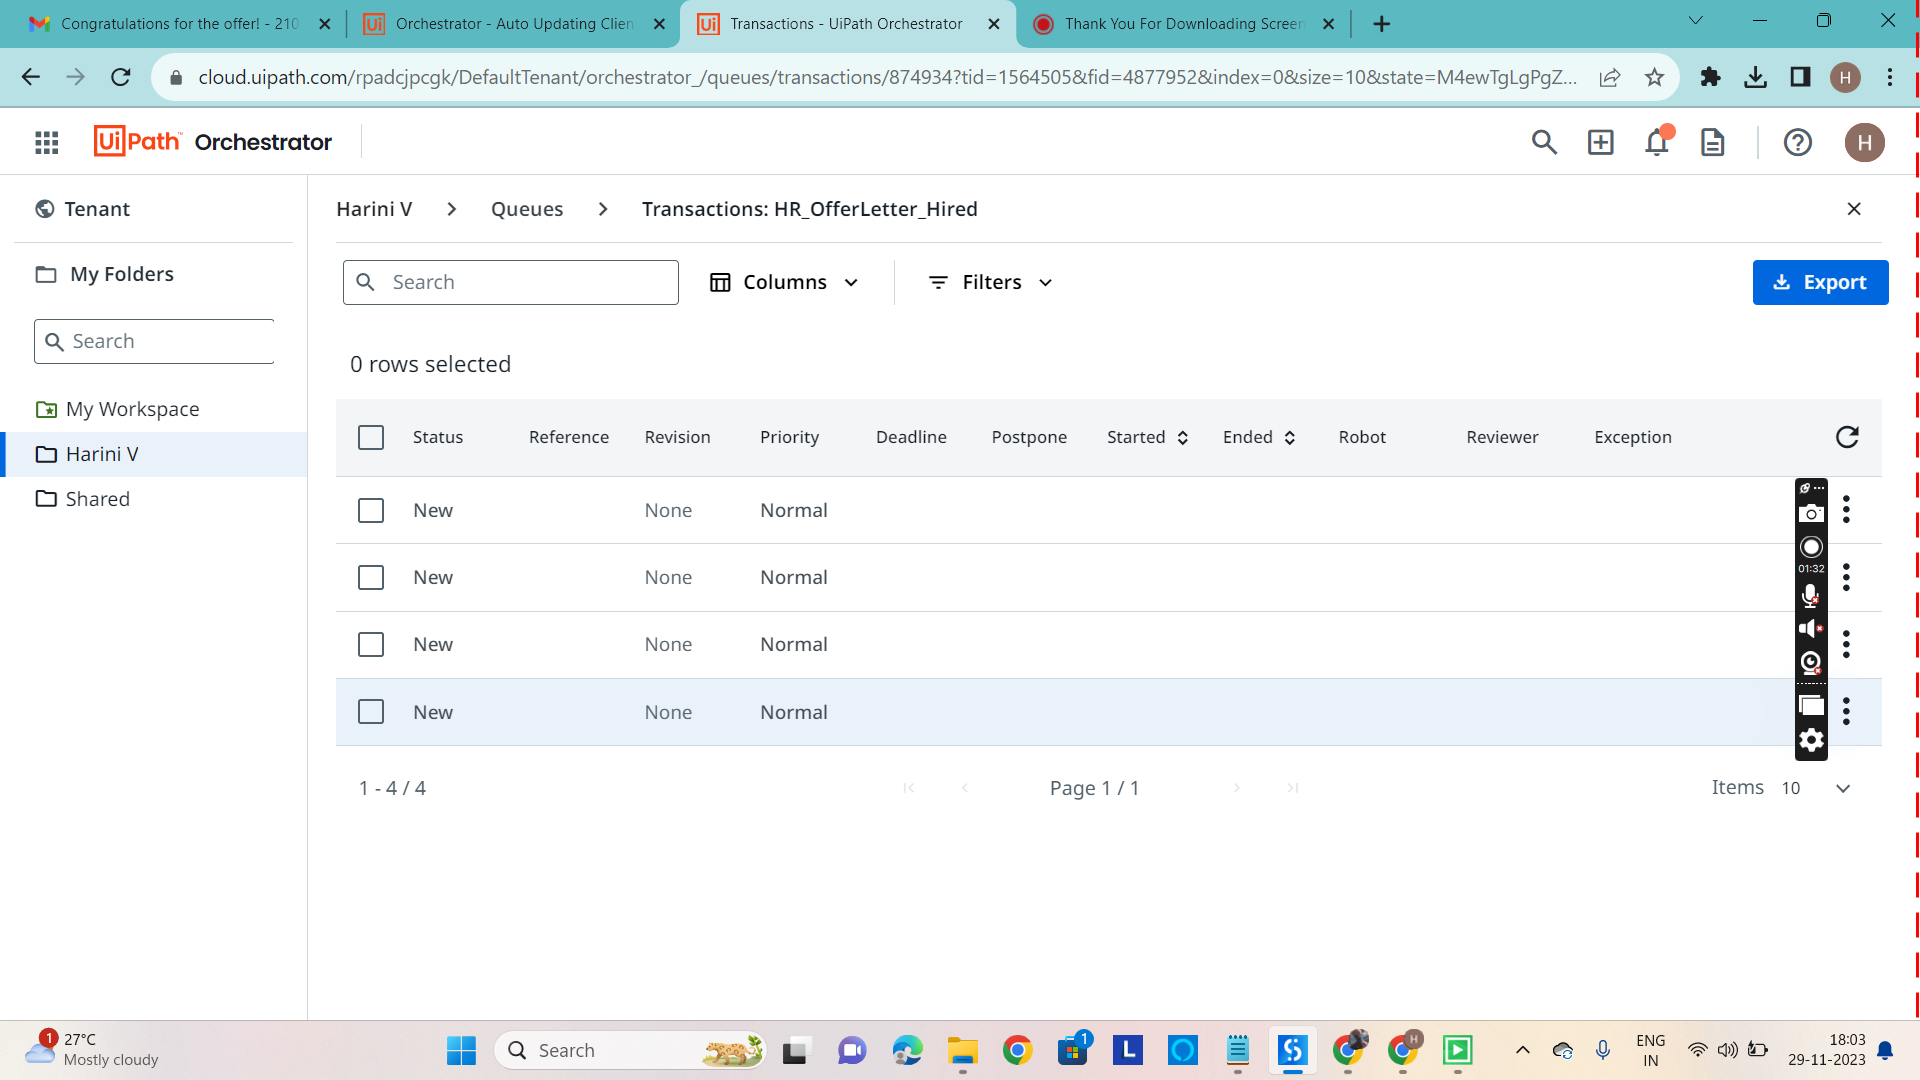 Congratulations for the offer! - 210
Orchestrator - Auto Updating Clien
Transactions - UiPath Orchestrator
Thank You For Downloading Screen
cloud.uipath.com/rpadcjpcgk/DefaultTenant/orchestrator_/queues/transactions/874934?tid=1564505&fid=4877952&index=0&size=10&state=M4ewTgLgPgZ...
H
UiPath™ Orchestrator
H
Tenant
Harini V > Queues > Transactions: HR_OfferLetter_Hired
My Folders
Search
Columns
Filters
Export
Search
0 rows selected
My Workspace
Harini V
Shared
Status Reference Revision Priority Deadline Postpone Started Ended Robot Reviewer Exception
New None Normal
01:32
New None Normal
New None Normal
New None Normal
1 - 4 / 4
Page 1 / 1
Items 10
1
27°C
Mostly cloudy
Search
1
L
H
ENG
IN
18:03
29-11-2023